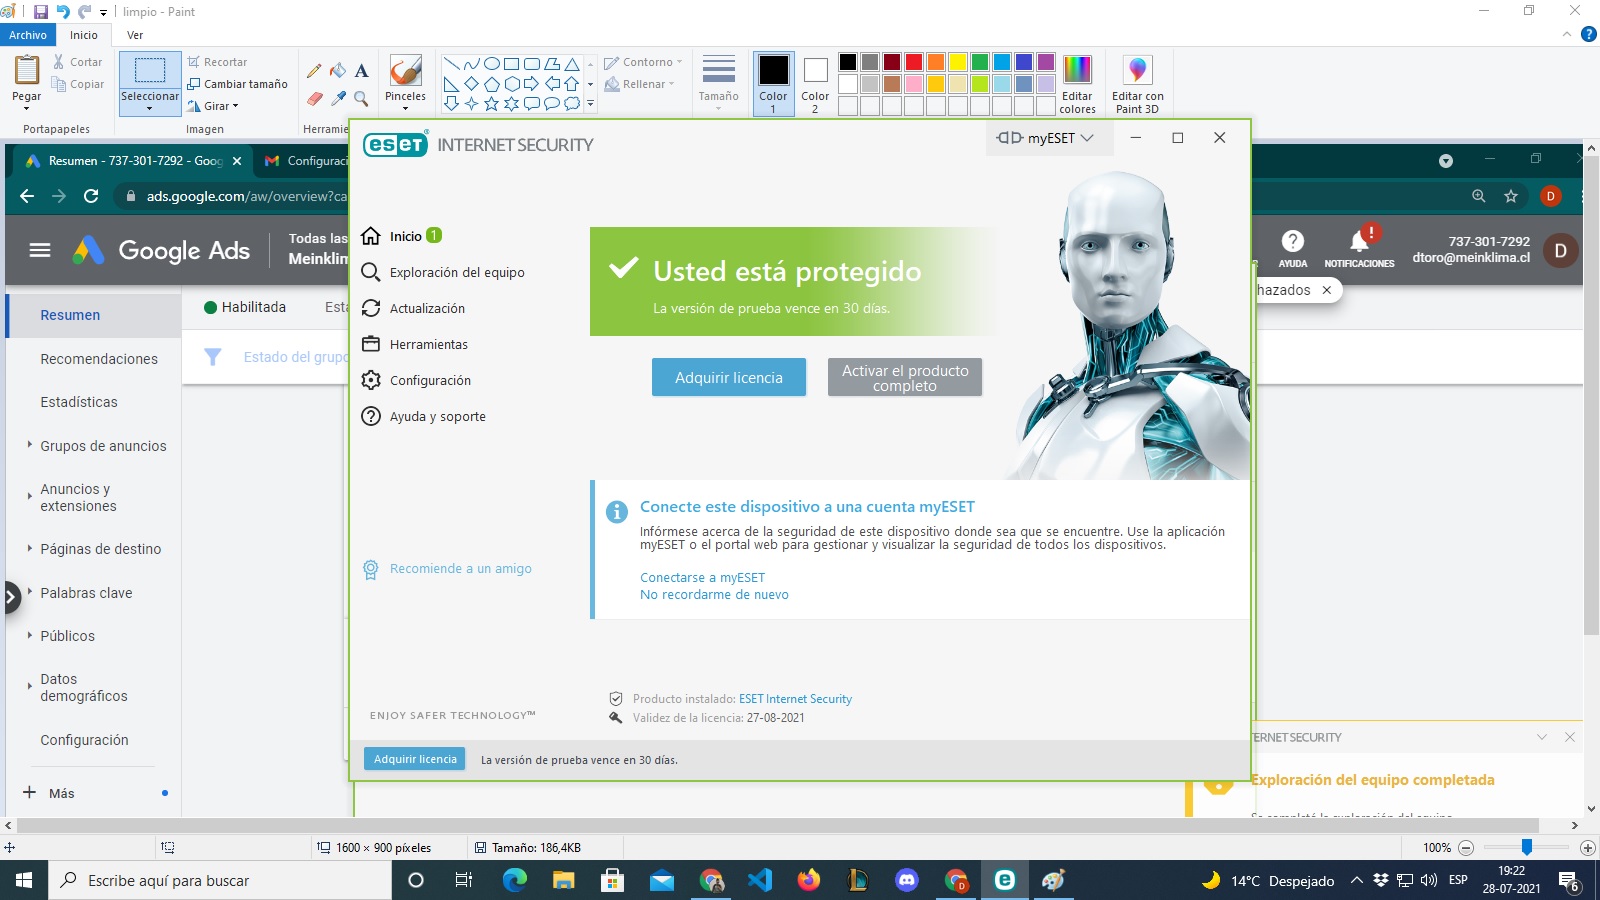 limpio - Paint
Archivo
Inicio
Ver
Pegar
Cortar
Copiar
Portapapeles
Seleccionar
Recortar
Cambiar tamaño
Girar
Imagen
A
Herramie
Pinceles
Contorno
Rellenar
Tamaño
Color
1
Color
2
Editar
colores
Editar con
Paint 3D
Resumen - 737-301-7292 - Goog
Configuraci
ads.google.com/aw/overview?ca
D
Google Ads
Todas las
Meinklim
AYUDA
NOTIFICACIONES
737-301-7292
dtoro@meinklima.cl
D
hazados
Resumen
Recomendaciones
Estadísticas
Grupos de anuncios
Anuncios y
extensiones
Páginas de destino
Palabras clave
Públicos
Datos
demográficos
Configuración
Más
Habilitada
Esta
Estado del grupo
eset INTERNET SECURITY
myESET
Inicio 1
Exploración del equipo
Actualización
Herramientas
Configuración
Ayuda y soporte
Recomiende a un amigo
ENJOY SAFER TECHNOLOGY™
Usted está protegido
La versión de prueba vence en 30 días.
Adquirir licencia
Activar el producto
completo
Conecte este dispositivo a una cuenta myESET
Infórmese acerca de la seguridad de este dispositivo donde sea que se encuentre. Use la aplicación
myESET o el portal web para gestionar y visualizar la seguridad de todos los dispositivos.
Conectarse a myESET
No recordarme de nuevo
Producto instalado: ESET Internet Security
Validez de la licencia: 27-08-2021
Adquirir licencia
La versión de prueba vence en 30 días.
ERNET SECURITY
Exploración del equipo completada
Se completó la exploración del equipo
1600 × 900 píxeles
Tamaño: 186,4KB
100%
Escribe aquí para buscar
14°C Despejado
ESP
19:22
28-07-2021
6